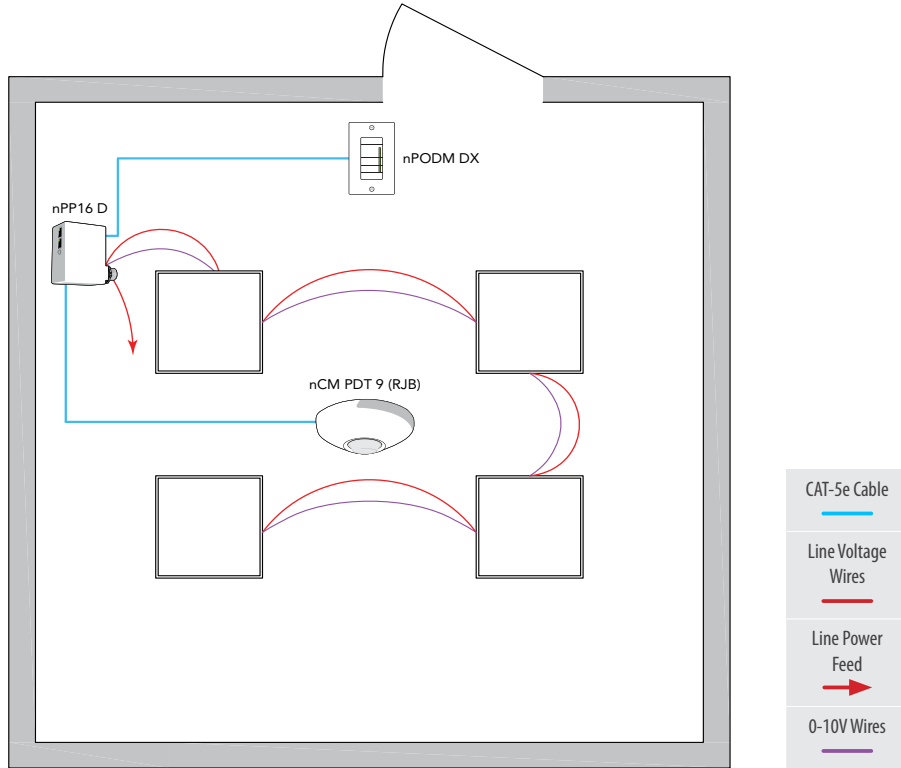 nPODM DX
nPP16 D
nCM PDT 9 (RJB)
CAT-5e Cable
Line Voltage
Wires
Line Power
Feed
0-10V Wires